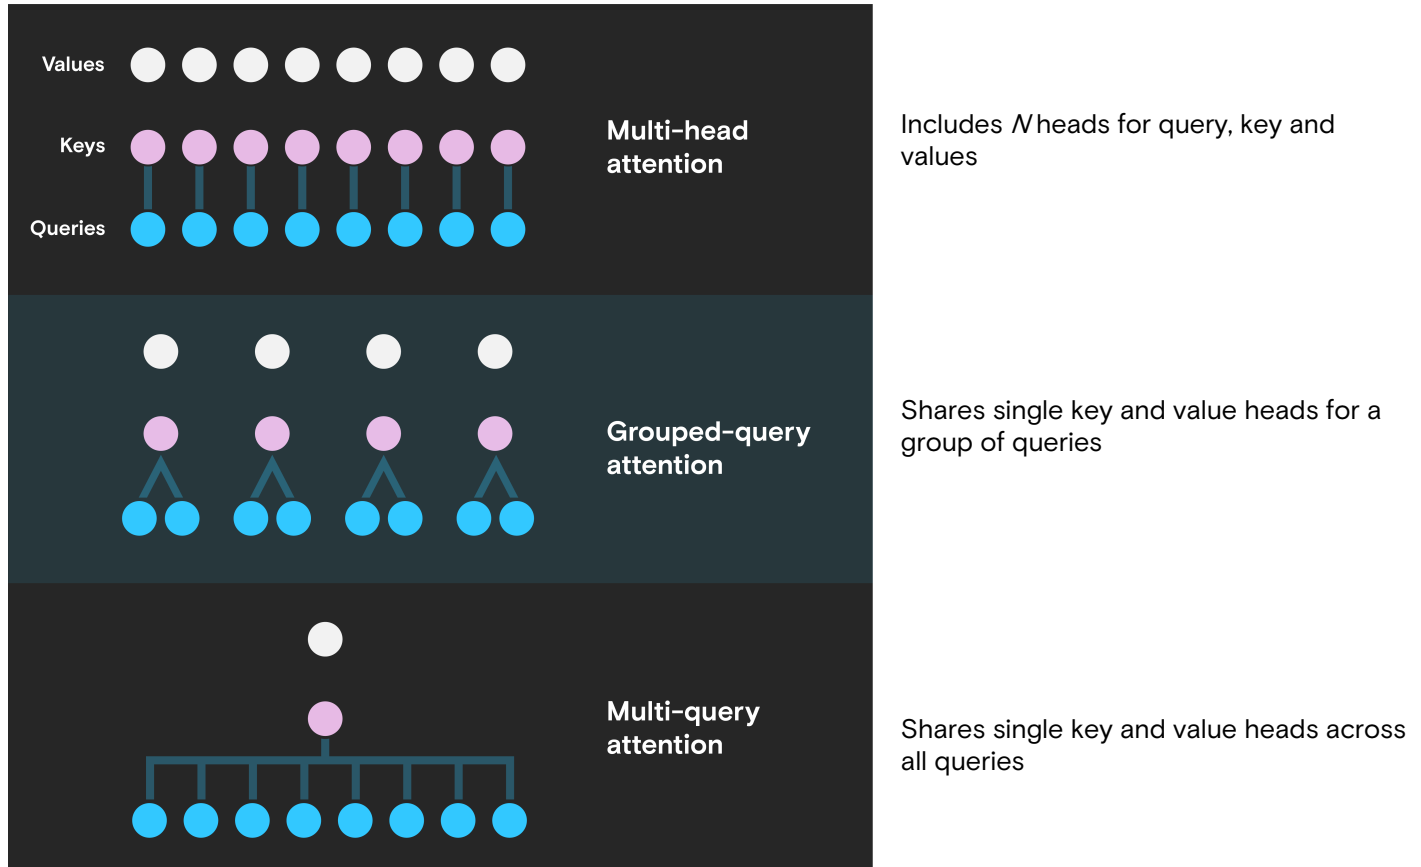 Values
Keys
Queries
Multi-head
attention
Includes N heads for query, key and
values
Grouped-query
attention
Shares single key and value heads for a
group of queries
Multi-query
attention
Shares single key and value heads across
all queries